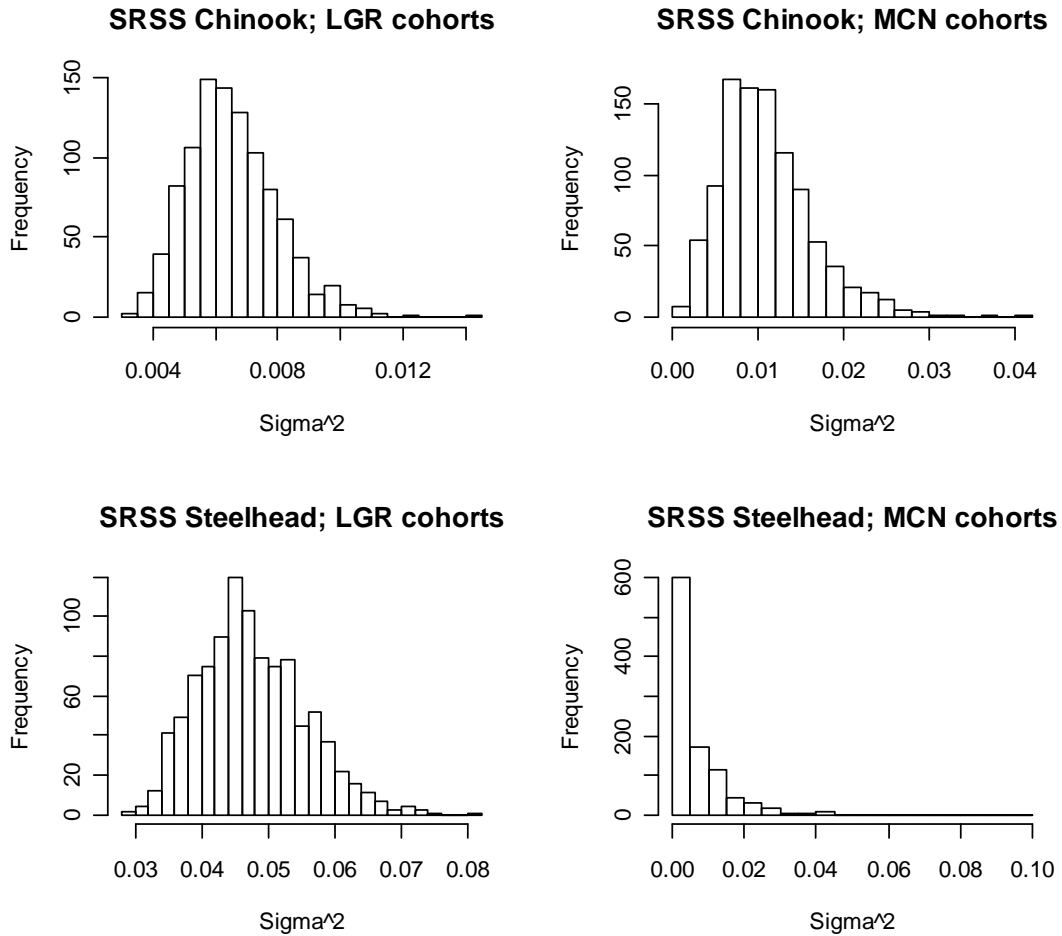 SRSS Chinook; LGR cohorts
Frequency
0 50 100 150
0.004 0.008 0.012
Sigma^2
SRSS Chinook; MCN cohorts
Frequency
0 50 100 150
0.00 0.01 0.02 0.03 0.04
Sigma^2
SRSS Steelhead; LGR cohorts
Frequency
0 20 60 100
0.03 0.04 0.05 0.06 0.07 0.08
Sigma^2
SRSS Steelhead; MCN cohorts
Frequency
0 200 400 600
0.00 0.02 0.04 0.06 0.08 0.10
Sigma^2